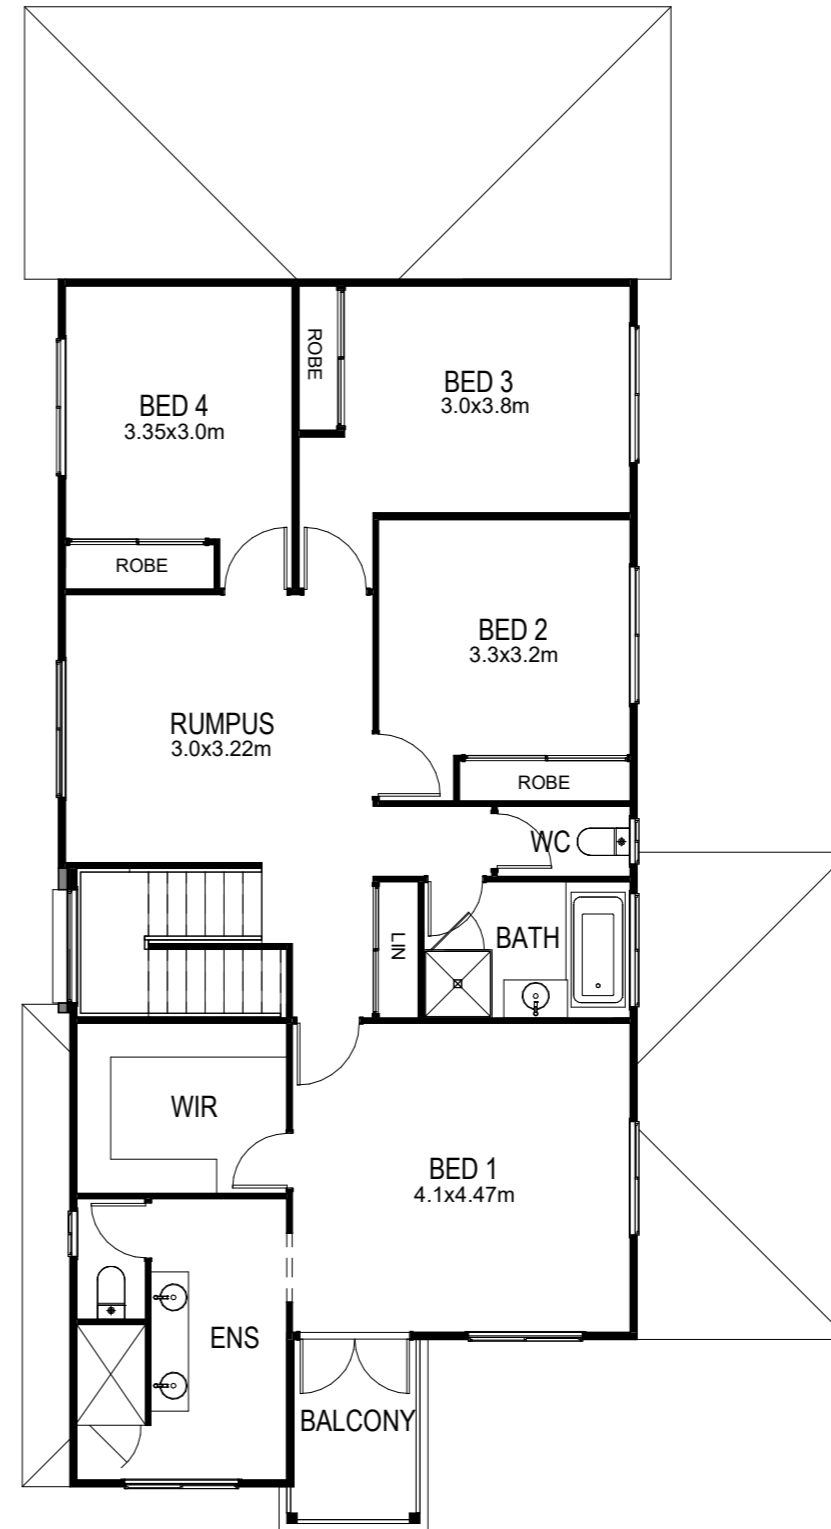 ROBE
BED 3
3.0x3.8m
BED 4
3.35x3.0m
ROBE
BED 2
3.3x3.2m
RUMPUS
3.0x3.22m
ROBE
WC
LIN
BATH
WIR
BED 1
4.1x4.47m
ENS
BALCONY